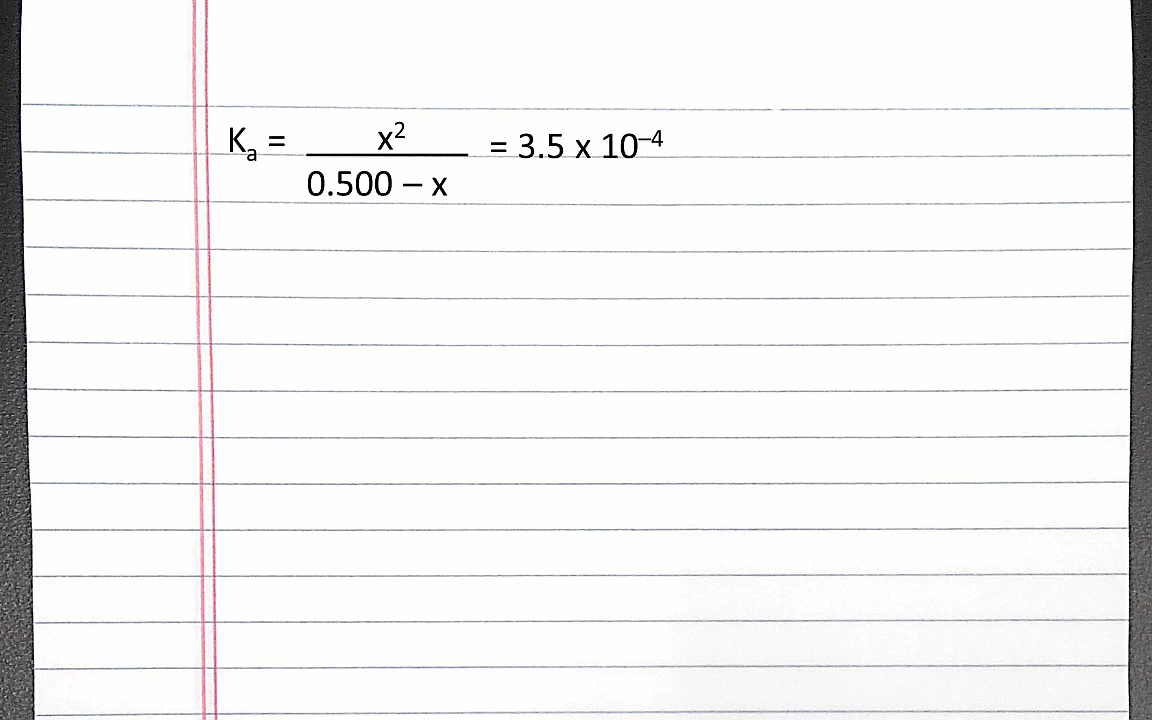 Kₐ = x² / 0.500 – x = 3.5 x 10⁻⁴